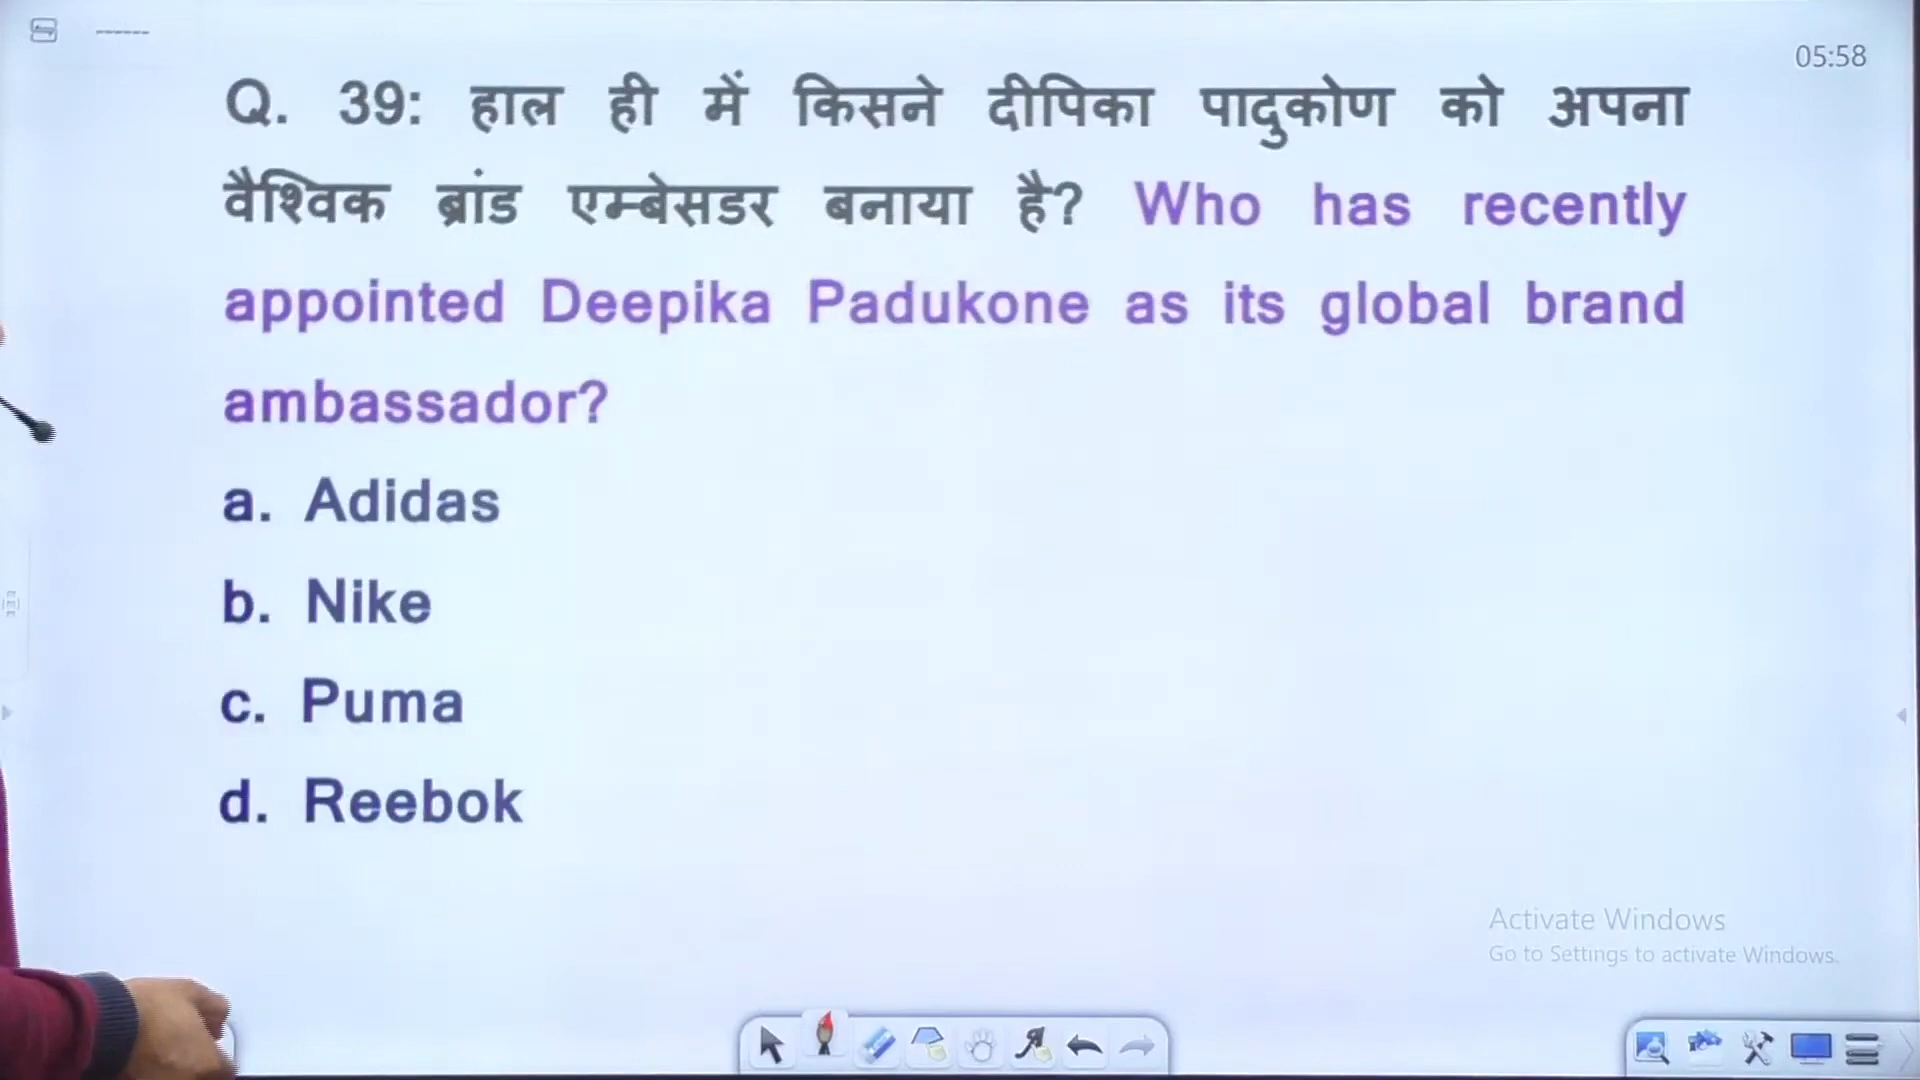 05:58
Q. 39: हाल ही में किसने दीपिका पादुकोण को अपना
वैश्विक ब्रांड एम्बेसडर बनाया है? Who has recently
appointed Deepika Padukone as its global brand
ambassador?
a. Adidas
b. Nike
c. Puma
d. Reebok
Activate Windows
Go to Settings to activate Windows.